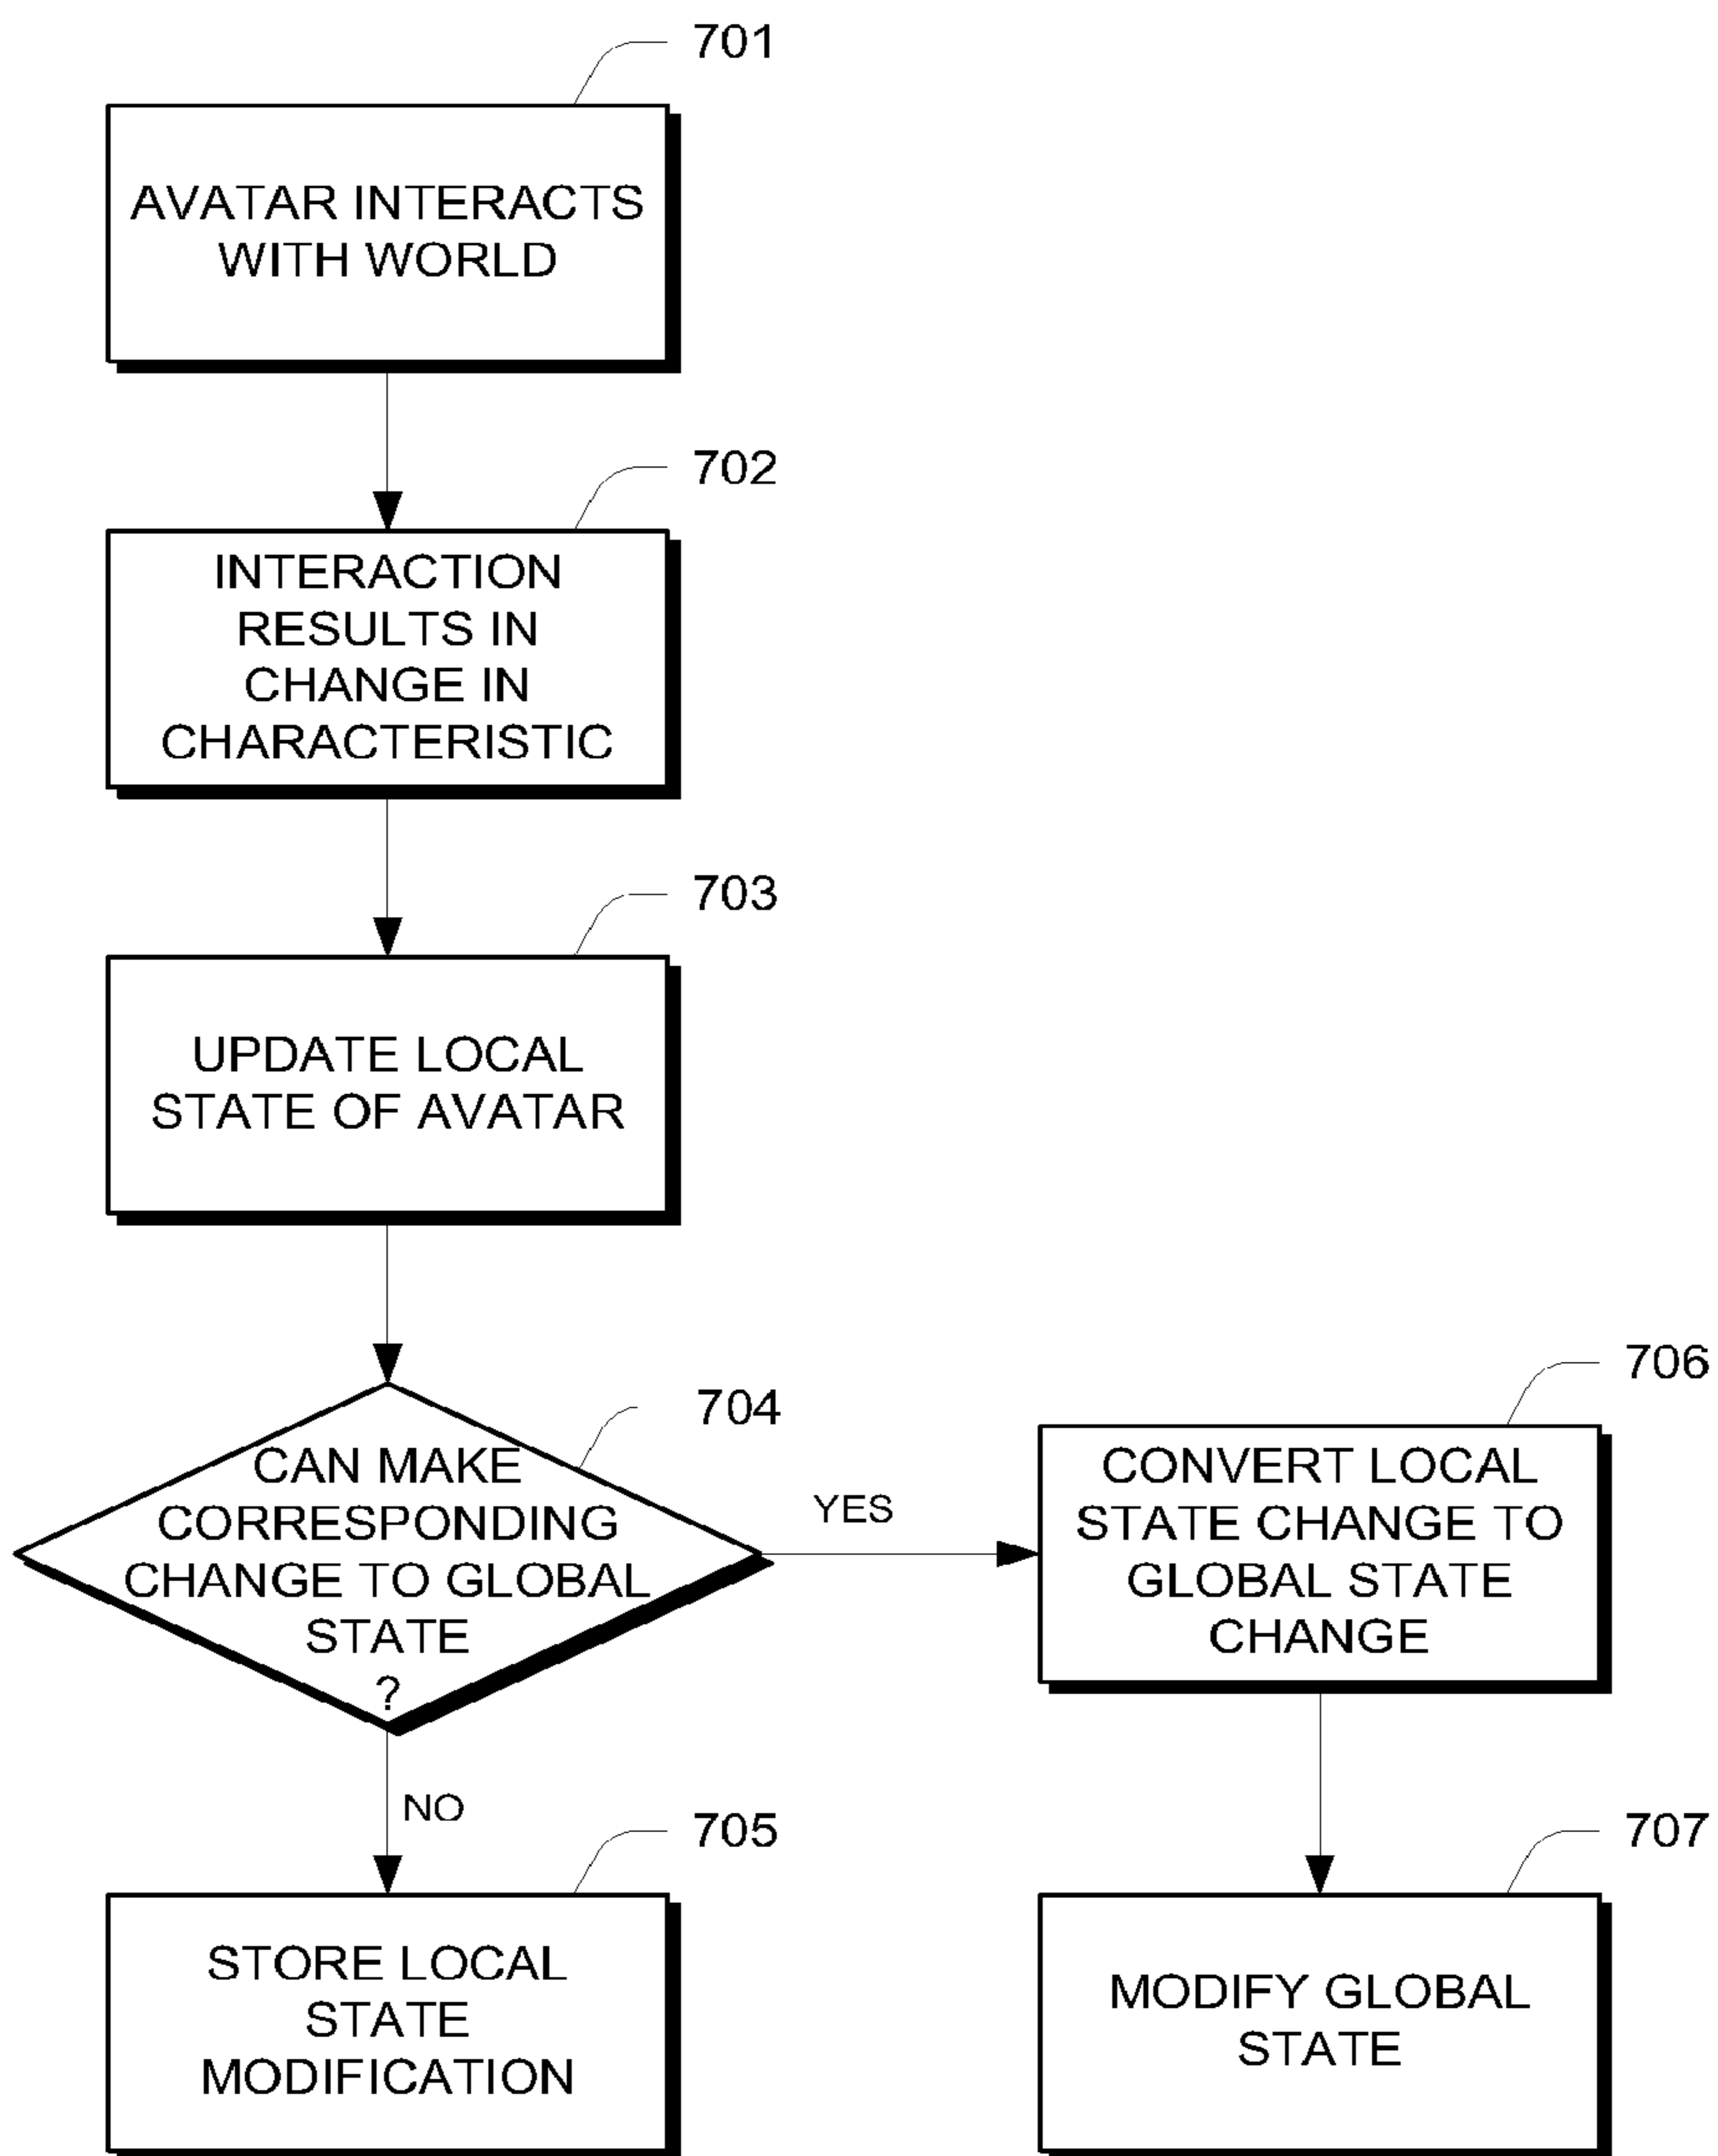 701
AVATAR INTERACTS
WITH WORLD
702
INTERACTION
RESULTS IN
CHANGE IN
CHARACTERISTIC
703
UPDATE LOCAL
STATE OF AVATAR
704
CAN MAKE
CORRESPONDING
CHANGE TO GLOBAL
STATE
?
YES
706
CONVERT LOCAL
STATE CHANGE TO
GLOBAL STATE
CHANGE
NO
705
STORE LOCAL
STATE
MODIFICATION
707
MODIFY GLOBAL
STATE